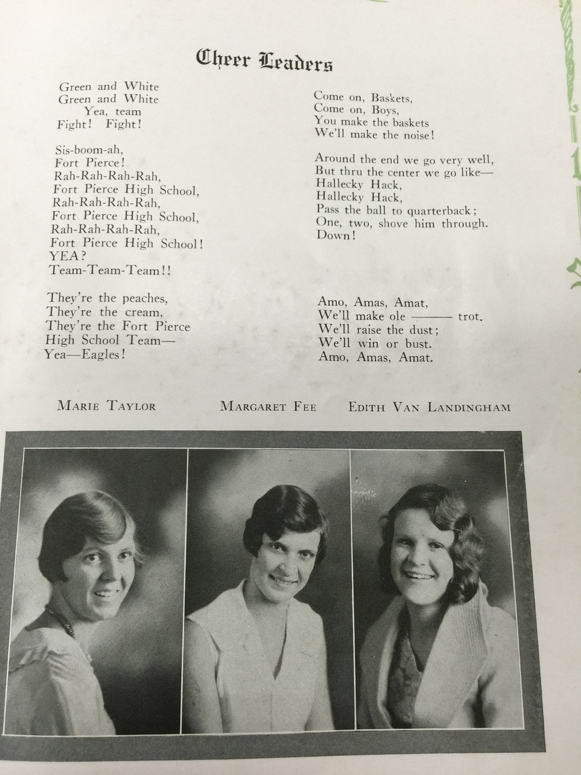 Cheer Leaders
Green and White
Green and White
Yea, team
Fight! Fight!
Sis-boom-ah,
Fort Pierce!
Rah-Rah-Rah-Rah,
Fort Pierce High School,
Rah-Rah-Rah-Rah,
Fort Pierce High School,
Rah-Rah-Rah-Rah,
Fort Pierce High School!
YEA?
Team-Team-Team!!
They're the peaches,
They're the cream,
They're the Fort Pierce
High School Team—
Yea—Eagles!
Come on, Baskets,
Come on, Boys,
You make the baskets
We'll make the noise!
Around the end we go very well,
But thru the center we go like—
Hallecky Hack,
Hallecky Hack,
Pass the ball to quarterback;
One, two, shove him through.
Down!
Amo, Amas, Amat,
We'll make ole ——— trot.
We'll raise the dust;
We'll win or bust.
Amo, Amas, Amat.
MARIE TAYLOR MARGARET FEE EDITH VAN LANDINGHAM